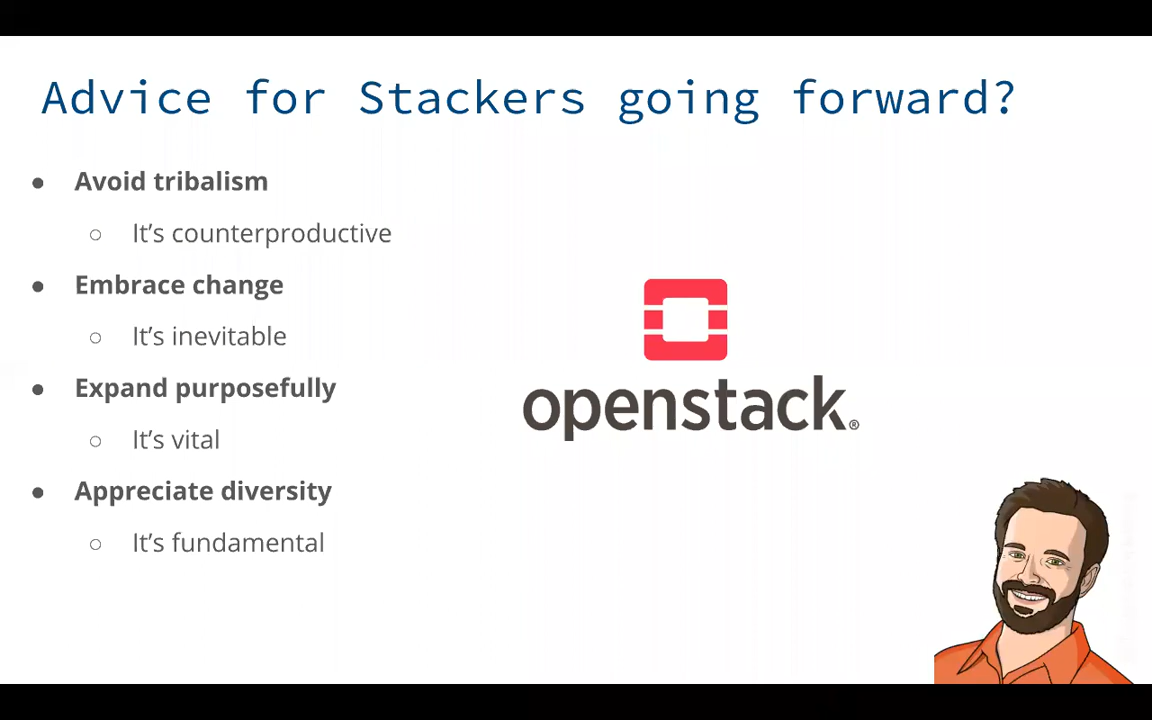 Advice for Stackers going forward?
● Avoid tribalism
○ It’s counterproductive
● Embrace change
○ It’s inevitable
● Expand purposefully
○ It’s vital
● Appreciate diversity
○ It’s fundamental
openstack®